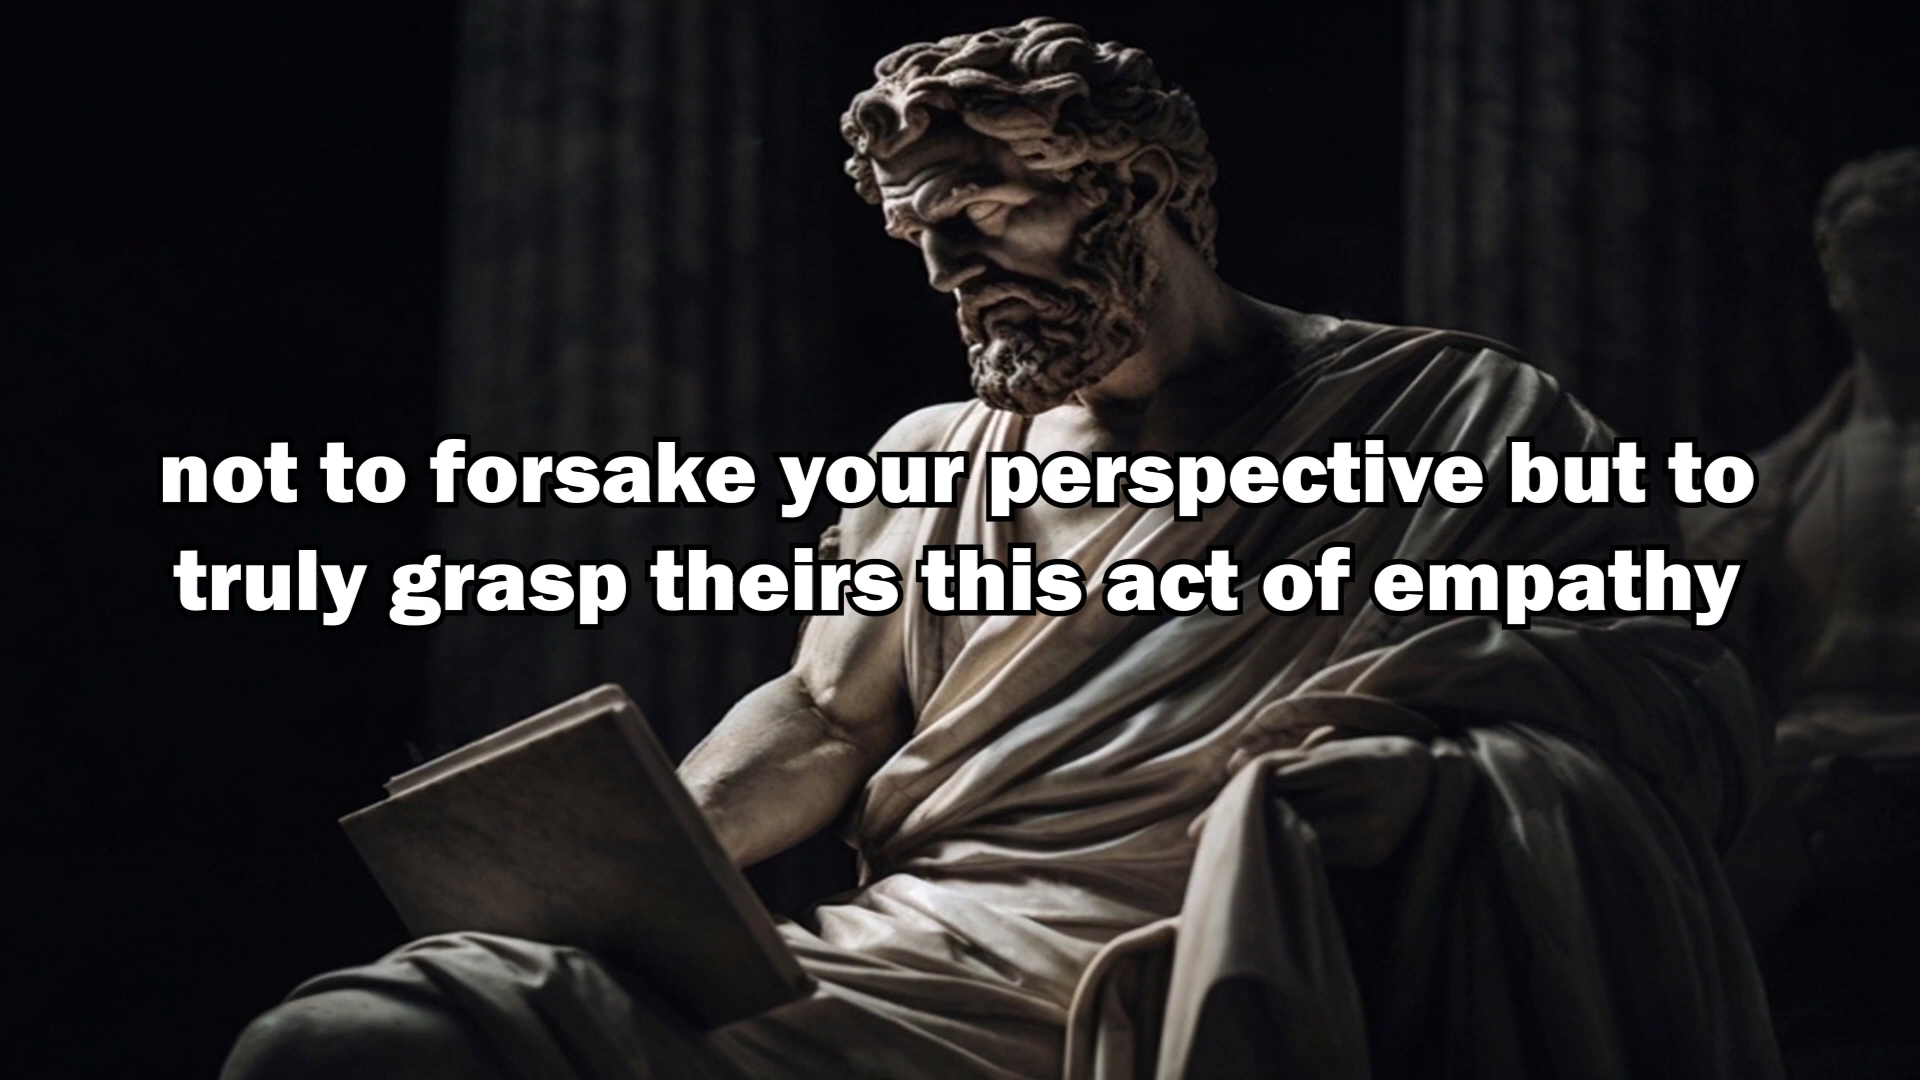 not to forsake your perspective but to
truly grasp theirs this act of empathy